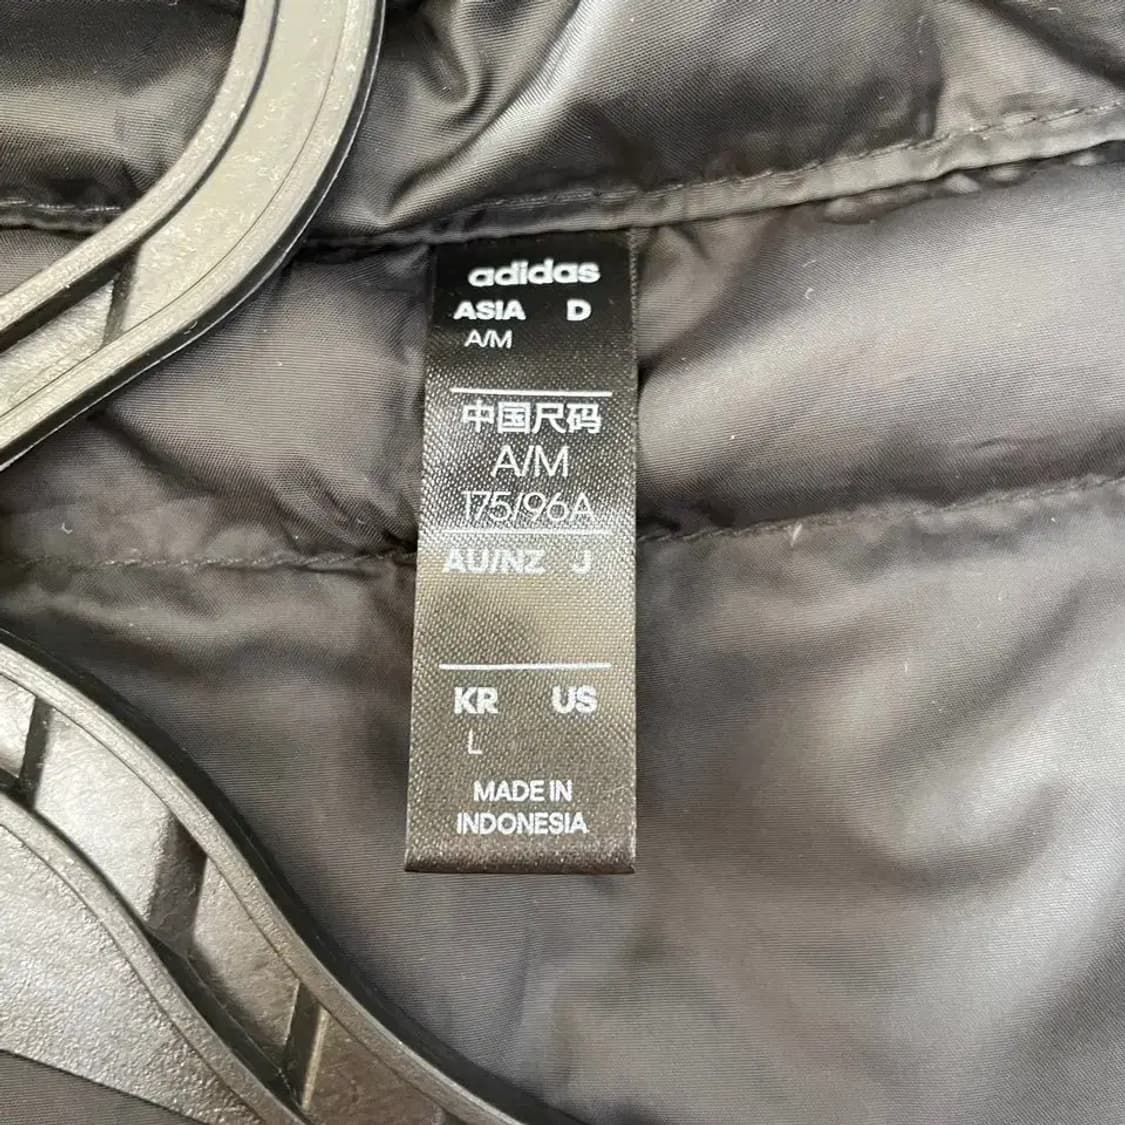 adidas
ASIA D
A/M
中国尺码
A/M
175/96A
AU/NZ J
KR US
L
MADE IN
INDONESIA